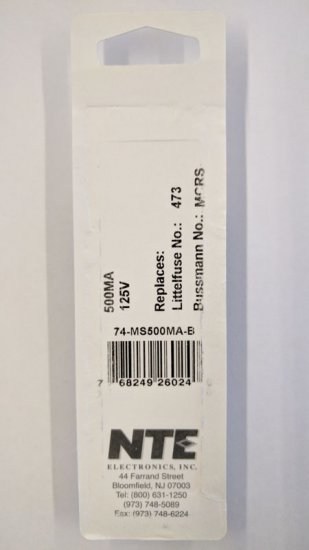 500MA
125V
Replaces:
Littelfuse No.: 473
Bussmann No.: MCRS
74-MS500MA-B
7 68249 26024
NTE
ELECTRONICS, INC.
44 Farrand Street
Bloomfield, NJ 07003
Tel: (800) 631-1250
(973) 748-5089
Fax: (973) 748-6224